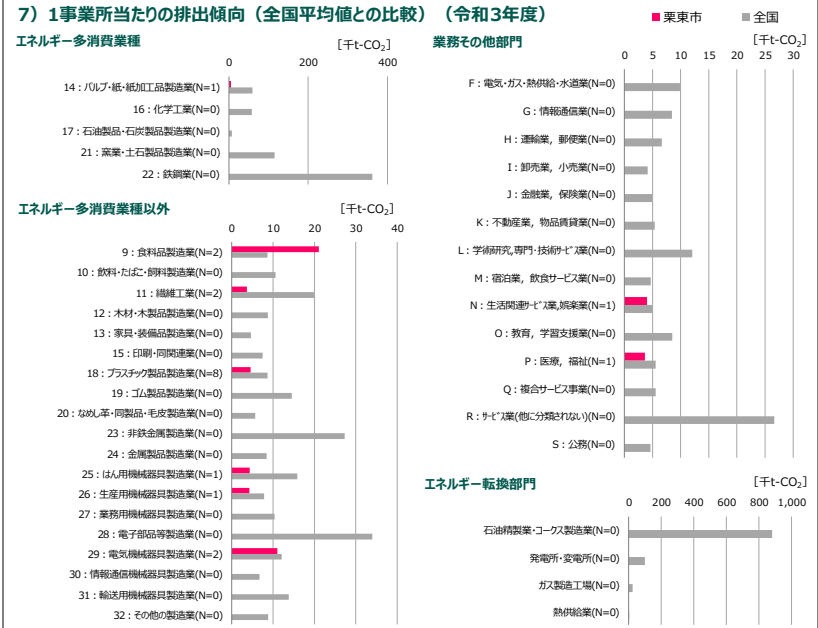 7）1事業所当たりの排出傾向（全国平均値との比較）（令和3年度）
栗東市 全国
エネルギー多消費業種
[千t-CO₂]
0 200 400
14：パルプ・紙・紙加工品製造業(N=1)
16：化学工業(N=0)
17：石油製品・石炭製品製造業(N=0)
21：窯業・土石製品製造業(N=0)
22：鉄鋼業(N=0)
エネルギー多消費業種以外
[千t-CO₂]
0 10 20 30 40
9：食料品製造業(N=2)
10：飲料・たばこ・飼料製造業(N=0)
11：繊維工業(N=2)
12：木材・木製品製造業(N=0)
13：家具・装備品製造業(N=0)
15：印刷・同関連業(N=0)
18：プラスチック製品製造業(N=8)
19：ゴム製品製造業(N=0)
20：なめし革・同製品・毛皮製造業(N=0)
23：非鉄金属製造業(N=0)
24：金属製品製造業(N=0)
25：はん用機械器具製造業(N=1)
26：生産用機械器具製造業(N=1)
27：業務用機械器具製造業(N=0)
28：電子部品等製造業(N=0)
29：電気機械器具製造業(N=2)
30：情報通信機械器具製造業(N=0)
31：輸送用機械器具製造業(N=0)
32：その他の製造業(N=0)
業務その他部門
[千t-CO₂]
0 5 10 15 20 25 30
F：電気・ガス・熱供給・水道業(N=0)
G：情報通信業(N=0)
H：運輸業，郵便業(N=0)
I：卸売業，小売業(N=0)
J：金融業，保険業(N=0)
K：不動産業，物品賃貸業(N=0)
L：学術研究,専門・技術ｻｰﾋﾞｽ業(N=0)
M：宿泊業，飲食サービス業(N=0)
N：生活関連ｻｰﾋﾞｽ業,娯楽業(N=1)
O：教育，学習支援業(N=0)
P：医療，福祉(N=1)
Q：複合サービス事業(N=0)
R：ｻｰﾋﾞｽ業(他に分類されない)(N=0)
S：公務(N=0)
エネルギー転換部門
[千t-CO₂]
0 200 400 600 800 1,000
石油精製業・コークス製造業(N=0)
発電所・変電所(N=0)
ガス製造工場(N=0)
熱供給業(N=0)